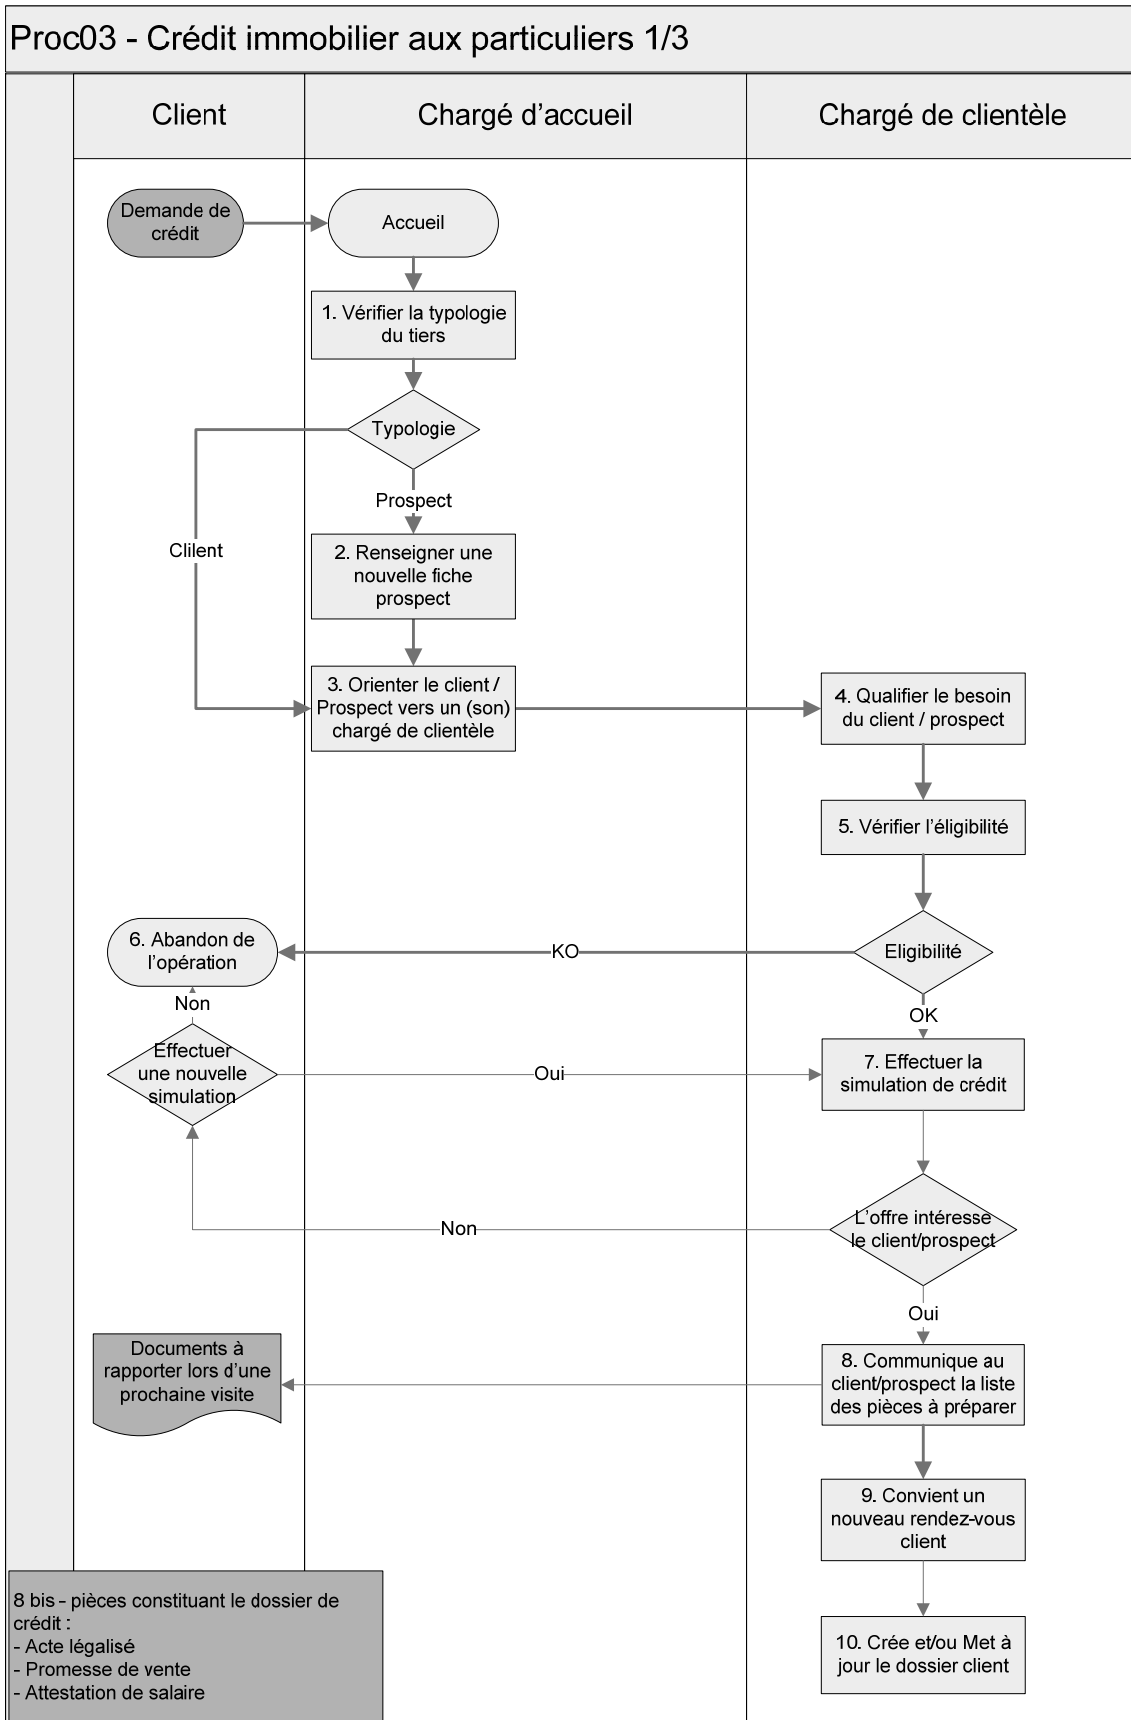 Proc03 - Crédit immobilier aux particuliers 1/3
Client
Chargé d'accueil
Chargé de clientèle
Demande de
crédit
Accueil
1. Vérifier la typologie
du tiers
Typologie
Prospect
Clilent
2. Renseigner une
nouvelle fiche
prospect
3. Orienter le client /
Prospect vers un (son)
chargé de clientèle
4. Qualifier le besoin
du client / prospect
5. Vérifier l'éligibilité
Eligibilité
KO
6. Abandon de
l'opération
OK
Non
Effectuer
une nouvelle
simulation
Oui
7. Effectuer la
simulation de crédit
L'offre intéresse
le client/prospect
Non
Oui
8. Communique au
client/prospect la liste
des pièces à préparer
Documents à
rapporter lors d'une
prochaine visite
9. Convient un
nouveau rendez-vous
client
10. Crée et/ou Met à
jour le dossier client
8 bis - pièces constituant le dossier de
crédit :
- Acte légalisé
- Promesse de vente
- Attestation de salaire